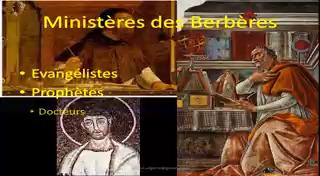 Ministères des Berbères
• Evangélistes
• Prophètes
• Docteurs